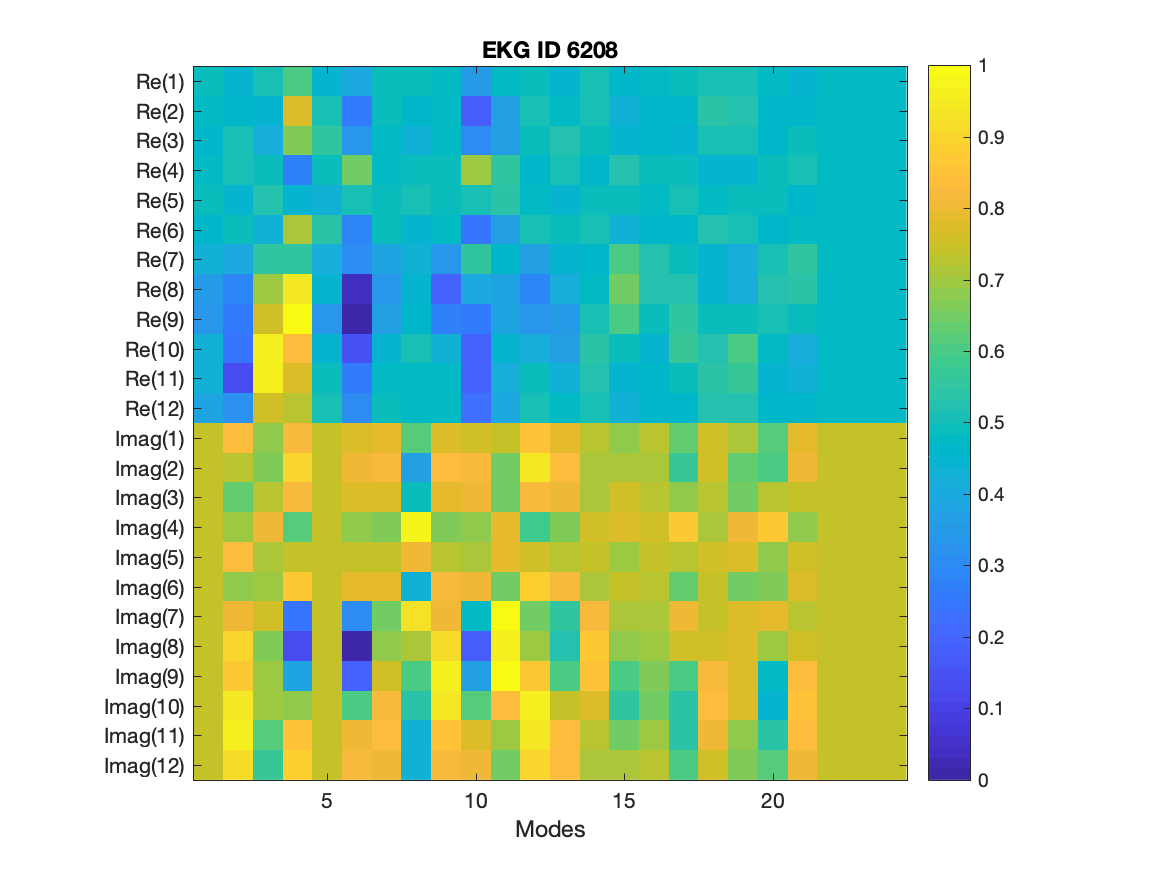 EKG ID 6208
Re(1)
Re(2)
Re(3)
Re(4)
Re(5)
Re(6)
Re(7)
Re(8)
Re(9)
Re(10)
Re(11)
Re(12)
Imag(1)
Imag(2)
Imag(3)
Imag(4)
Imag(5)
Imag(6)
Imag(7)
Imag(8)
Imag(9)
Imag(10)
Imag(11)
Imag(12)
5 10 15 20
Modes
1
0.9
0.8
0.7
0.6
0.5
0.4
0.3
0.2
0.1
0